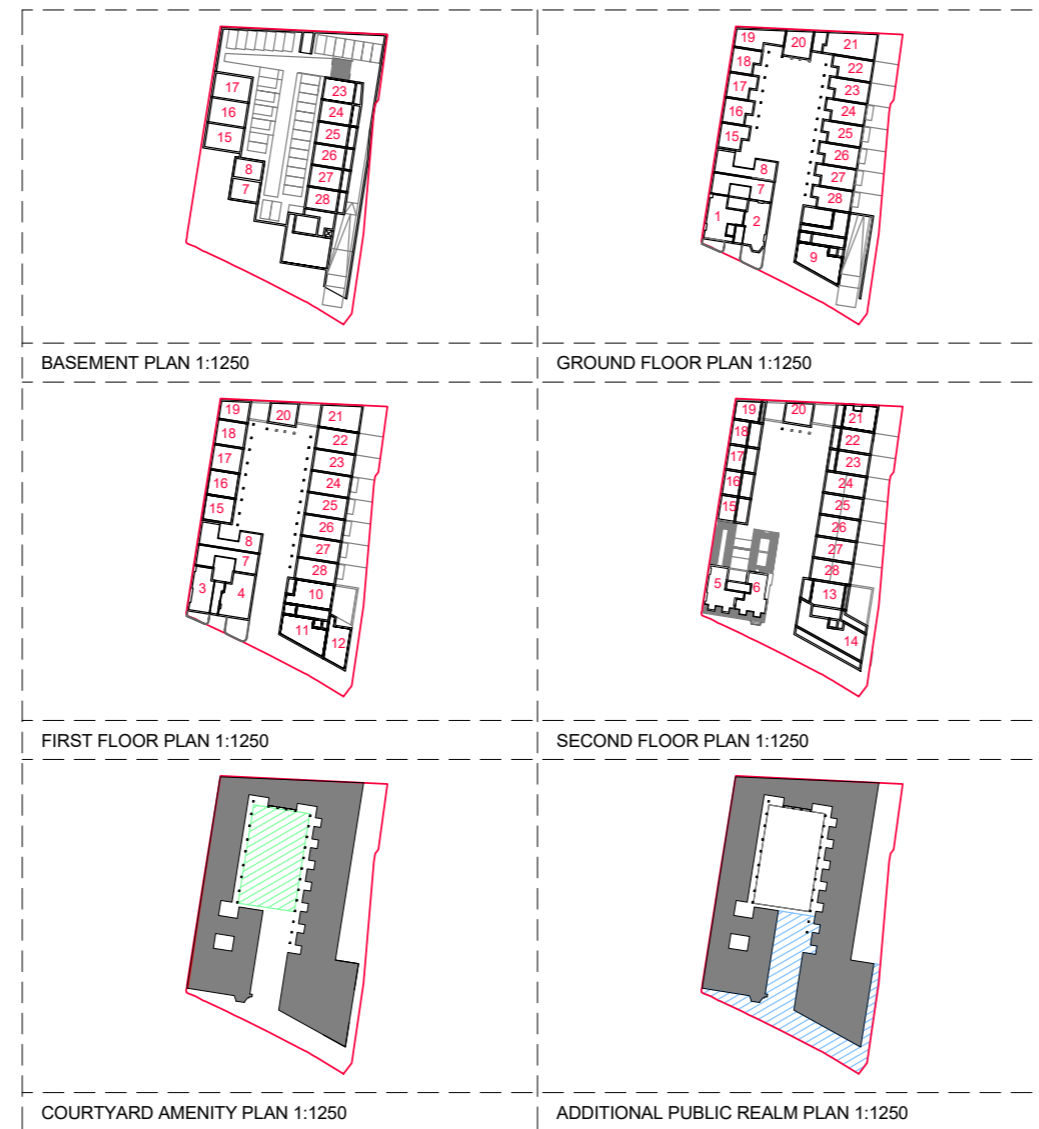 17 23
16 24
15 25
26
8 27
7 28
BASEMENT PLAN 1:1250
19 20 21
18 22
17 23
16 24
15 25
26
8 27
7 28
1 2
9
GROUND FLOOR PLAN 1:1250
19 20 21
18 22
17 23
16 24
15 25
26
8 27
7 28
3 4 10
11 12
FIRST FLOOR PLAN 1:1250
19 20 21
18 22
17 23
16 24
15 25
26
27
28
5 6 13
14
SECOND FLOOR PLAN 1:1250
COURTYARD AMENITY PLAN 1:1250
ADDITIONAL PUBLIC REALM PLAN 1:1250